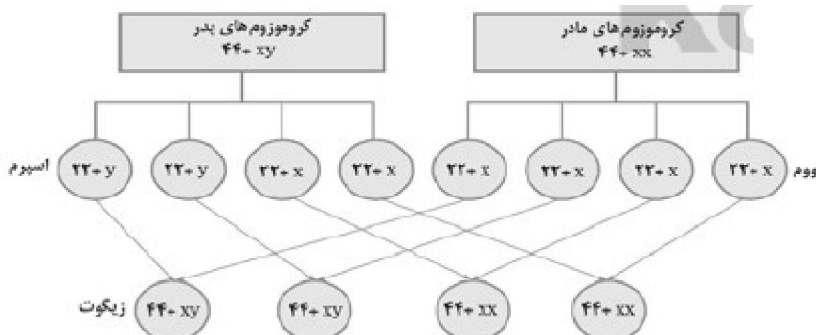 کروموزوم های پدر
۴۴+ xy
کروموزوم های مادر
۴۴+ xx
اسپرم
۲۲+ y
۲۲+ y
۲۲+ x
۲۲+ x
۲۲+ x
۲۲+ x
۲۲+ x
۲۲+ x
ووم
زیگوت
۴۴+ xy
۴۴+ xy
۴۴+ xx
۴۴+ xx